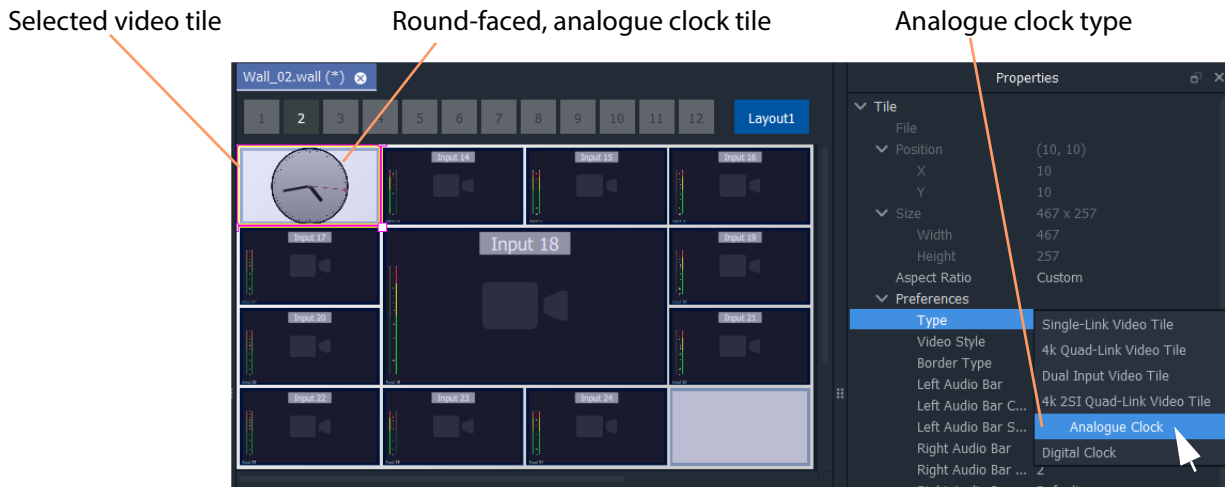 Selected video tile
Round-faced, analogue clock tile
Analogue clock type
Wall_02.wall (*)
Properties
1 2 3 4 5 6 7 8 9 10 11 12 Layout1
Tile
File
Position (10, 10)
X 10
Y 10
Size 467 x 257
Width 467
Height 257
Aspect Ratio Custom
Preferences
Type
Video Style
Border Type
Left Audio Bar
Left Audio Bar C...
Left Audio Bar S...
Right Audio Bar
Right Audio Bar ... 2
Single-Link Video Tile
4k Quad-Link Video Tile
Dual Input Video Tile
4k 2SI Quad-Link Video Tile
Analogue Clock
Digital Clock
Input 14
Input 15
Input 16
Input 17
Input 18
Input 19
Input 20
Input 21
Input 22
Input 23
Input 24